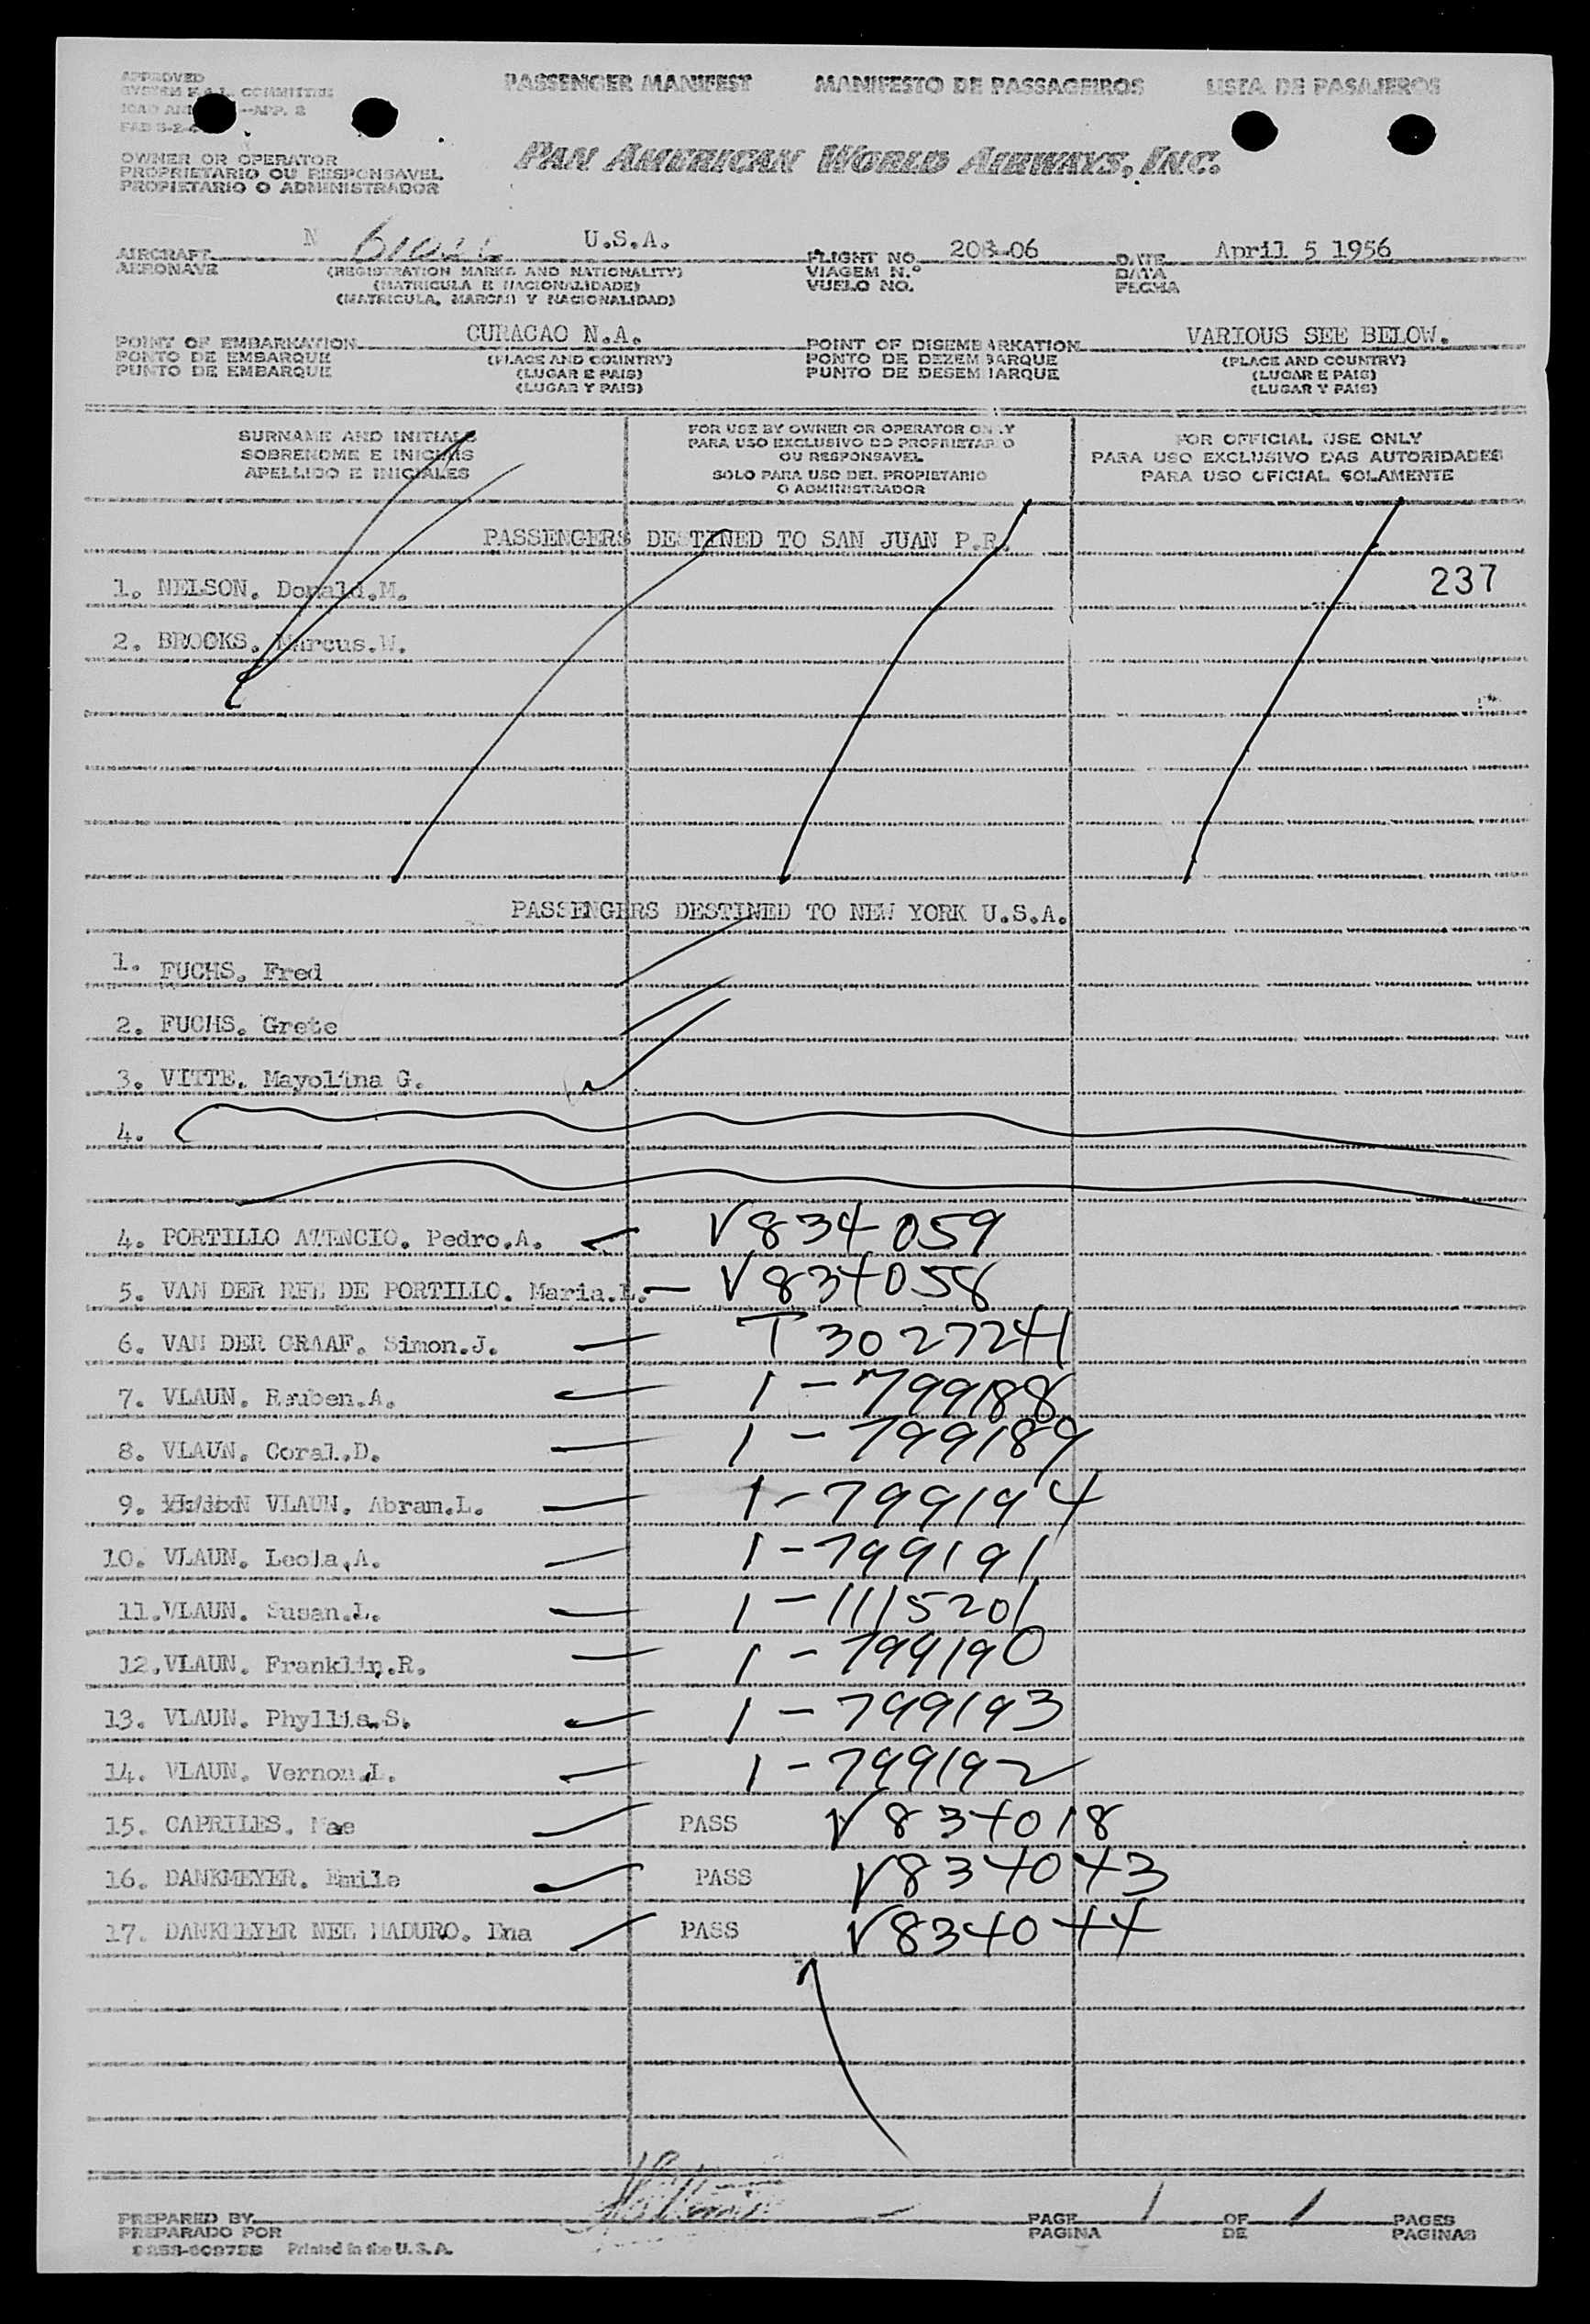 APPROVED
SYSTEM F.A.L. COMMITTEE
ICAO --APP. 2
PASSENGER MANIFEST MANIFESTO DE PASSAGEIROS LISTA DE PASAJEROS
OWNER OR OPERATOR
PROPRIETARIO OU RESPONSAVEL
PROPIETARIO O ADMINISTRADOR
PAN AMERICAN WORLD AIRWAYS, INC.
AIRCRAFT N U.S.A. FLIGHT NO. -06 DATE April 5 1956
AERONAVE (REGISTRATION MARKS AND NATIONALITY) VIAGEM N.º DATA
(MATRICULA E NACIONALIDADE) VUELO NO. FECHA
(MATRICULA, MARCAS Y NACIONALIDAD)
POINT OF EMBARKATION CURACAO N.A. POINT OF DISEMBARKATION VARIOUS SEE BELOW.
PONTO DE EMBARQUE (PLACE AND COUNTRY) PONTO DE DEZEMBARQUE (PLACE AND COUNTRY)
PUNTO DE EMBARQUE (LUGAR E PAIS) PUNTO DE DESEMBARQUE (LUGAR E PAIS)
(LUGAR Y PAIS) (LUGAR Y PAIS)
SURNAME AND INITIALS
SOBRENOME E INICIAIS
APELLIDO E INICIALES
FOR USE BY OWNER OR OPERATOR ONLY
PARA USO EXCLUSIVO DO PROPRIETARIO
OU RESPONSAVEL
SOLO PARA USO DEL PROPIETARIO
O ADMINISTRADOR
FOR OFFICIAL USE ONLY
PARA USO EXCLUSIVO DAS AUTORIDADES
PARA USO OFICIAL SOLAMENTE
PASSENGERS DESTINED TO SAN JUAN P.R.
1. NELSON. Donald.M. 237
2. BROOKS. Marcus.W.
PASSENGERS DESTINED TO NEW YORK U.S.A.
1. FUCHS. Fred
2. FUCHS. Grete
3. VITTE. Mayolina G.
4.
4. PORTILLO ATENCIO. Pedro.A. V834059
5. VAN DER REE DE PORTILLO. Maria.L. V834058
6. VAN DER GRAAF. Simon.J. T3027241
7. VLAUN. Reuben.A. 1-799188
8. VLAUN. Coral.D. 1-799189
9. VLAUN. Abram.L. 1-799194
10. VLAUN. Leola.A. 1-799191
11.VLAUN. Susan.L. 1-1115201
12.VLAUN. Franklin.R. 1-799190
13. VLAUN. Phyllis.S. 1-799193
14. VLAUN. Vernon.L. 1-799192
15. CAPRILES. Mae PASS V834018
16. DANKMEYER. Emile PASS V834043
17. DANKMEYER NEE MADURO. Ena PASS V834044
PREPARED BY PAGE 1 OF 1 PAGES
PREPARADO POR PAGINA DE PAGINAS
Printed in the U.S.A.